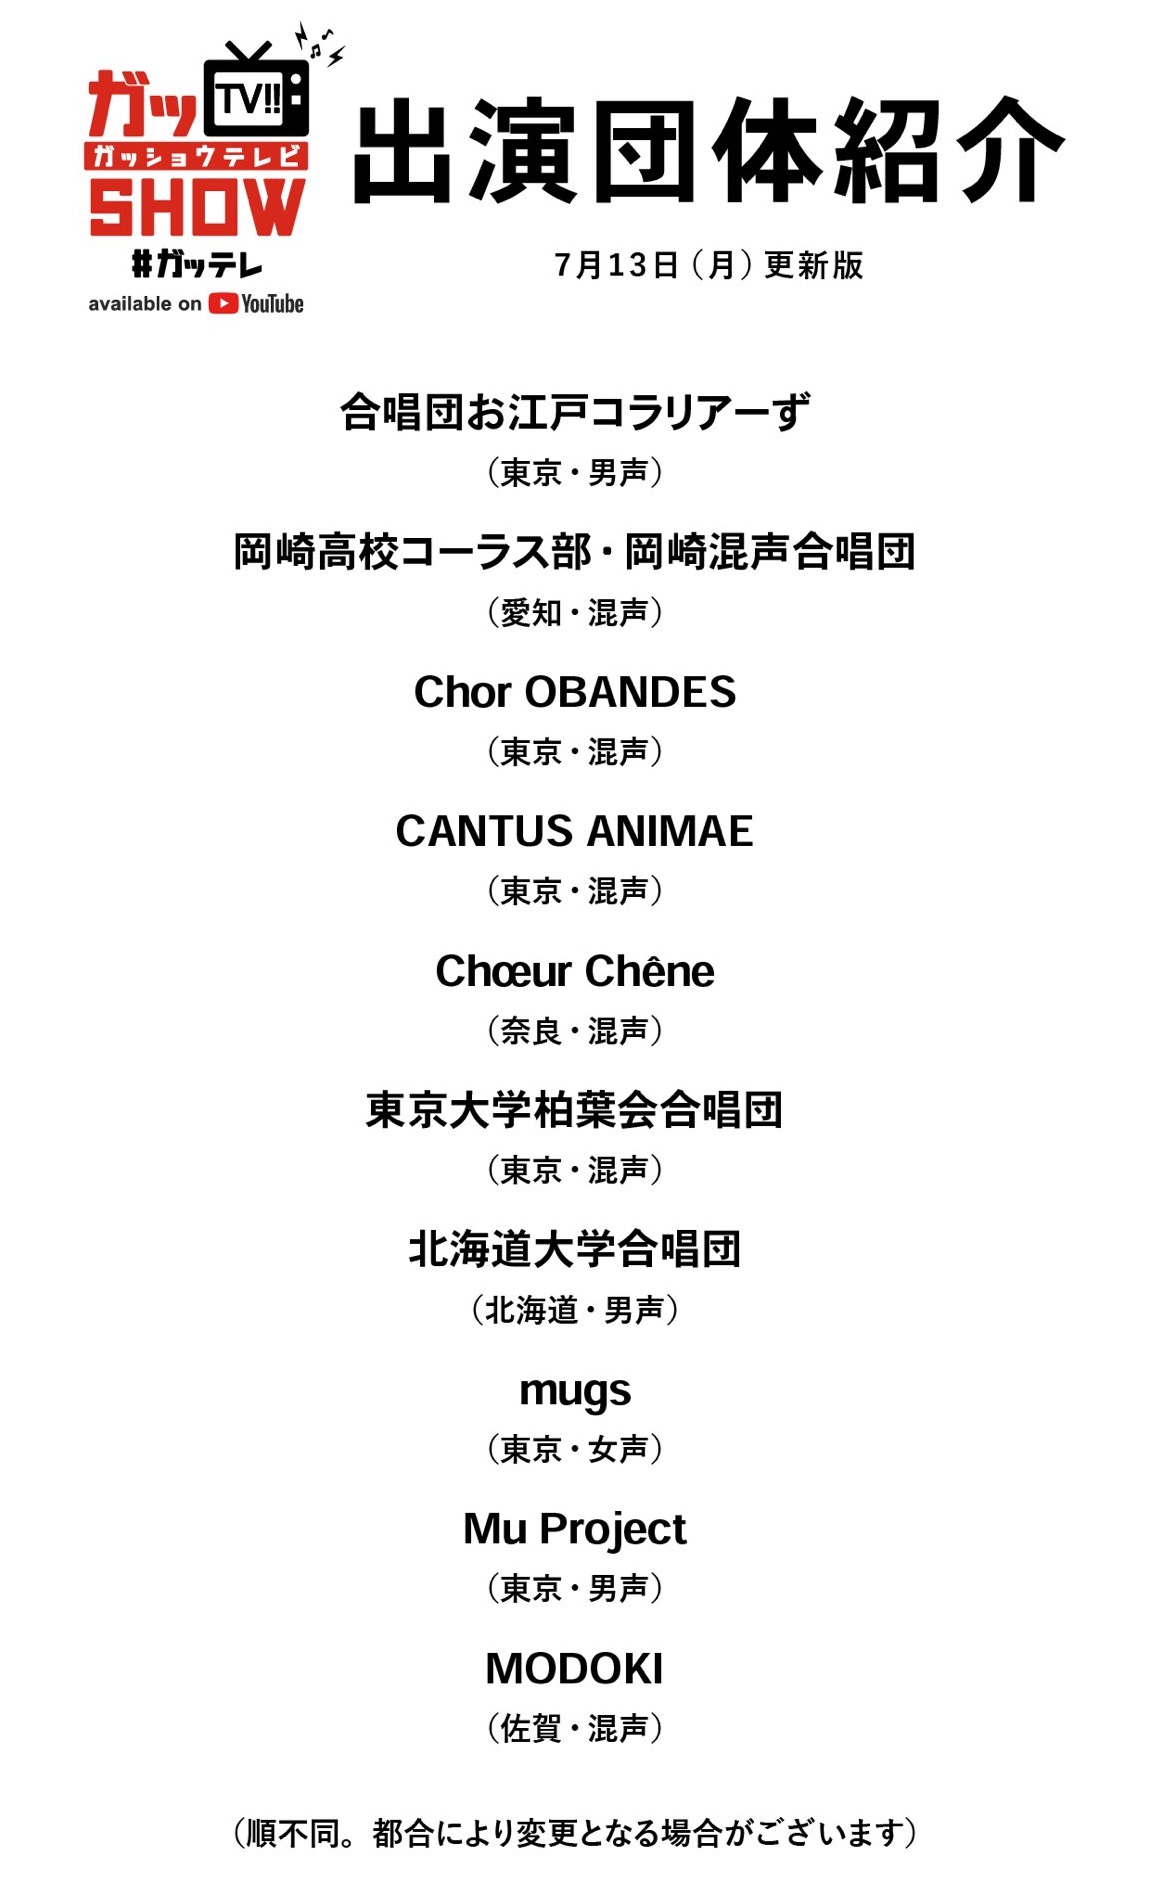 ガッ TV!!
ガッショウテレビ
SHOW
#ガッテレ
available on YouTube
出演団体紹介
7月13日（月）更新版
合唱団お江戸コラリアーず
（東京・男声）
岡崎高校コーラス部・岡崎混声合唱団
（愛知・混声）
Chor OBANDES
（東京・混声）
CANTUS ANIMAE
（東京・混声）
Chœur Chêne
（奈良・混声）
東京大学柏葉会合唱団
（東京・混声）
北海道大学合唱団
（北海道・男声）
mugs
（東京・女声）
Mu Project
（東京・男声）
MODOKI
（佐賀・混声）
（順不同。都合により変更となる場合がございます）